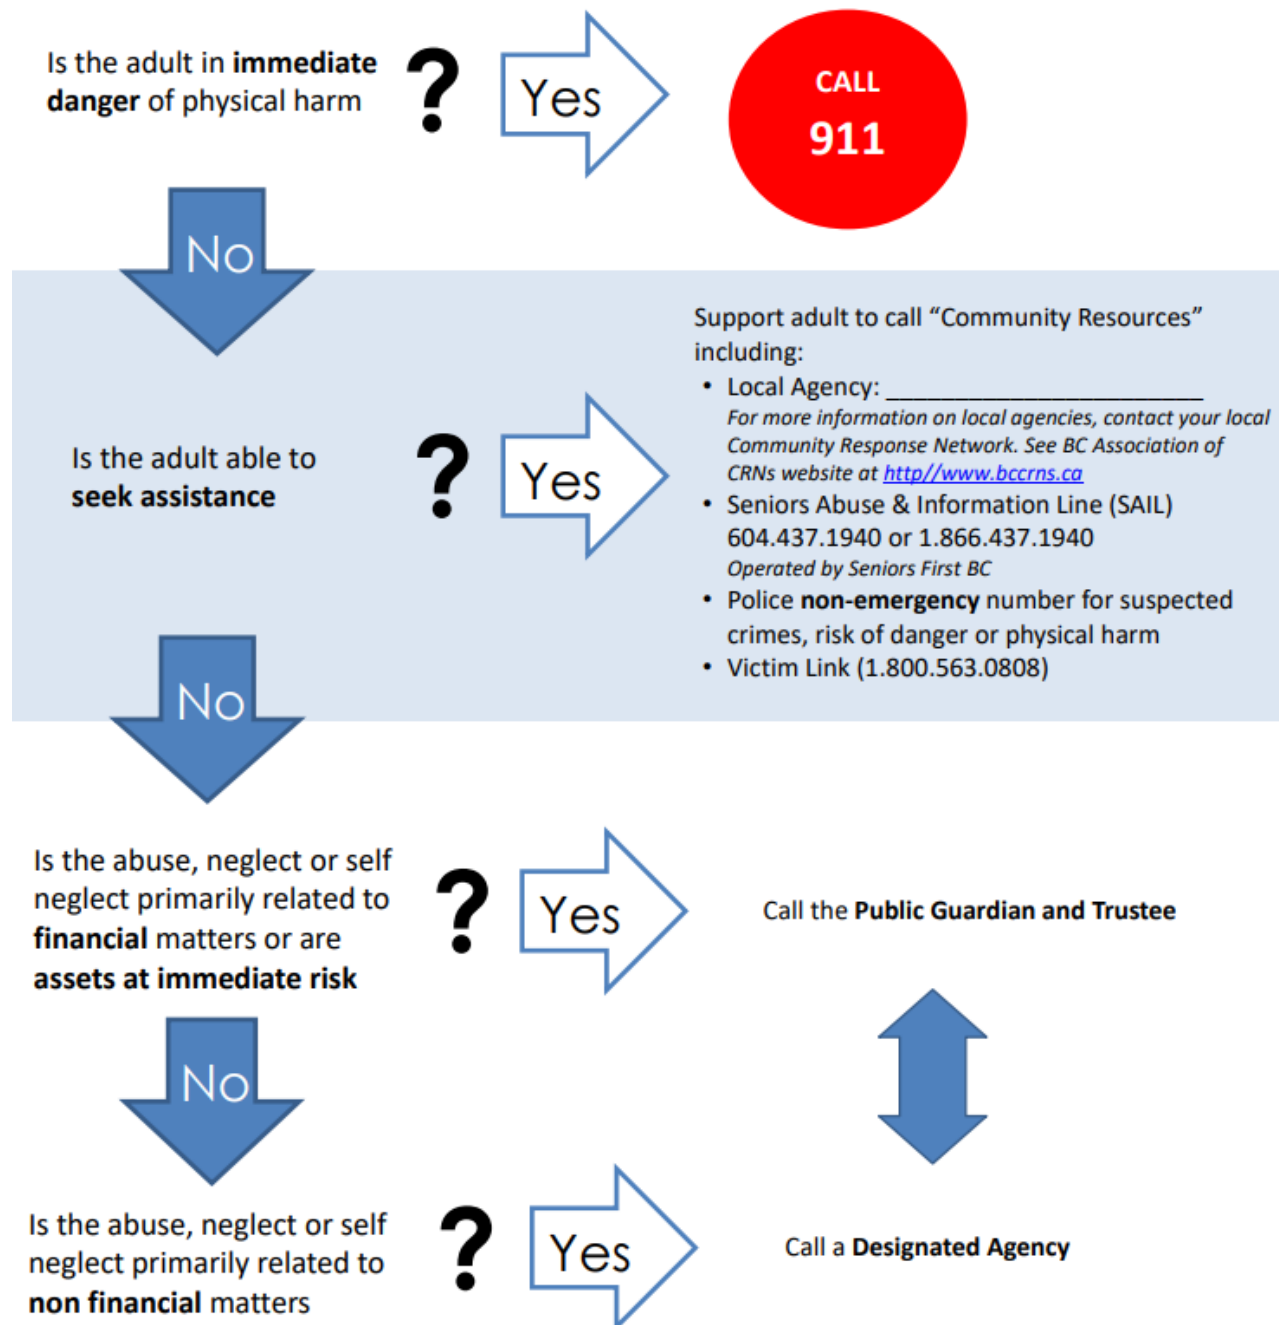 Is the adult in immediate
danger of physical harm
?
Yes
CALL
911
No
Support adult to call “Community Resources”
including:
• Local Agency: _______________________
For more information on local agencies, contact your local
Community Response Network. See BC Association of
CRNs website at http//www.bccrns.ca
• Seniors Abuse & Information Line (SAIL)
604.437.1940 or 1.866.437.1940
Operated by Seniors First BC
• Police non-emergency number for suspected
crimes, risk of danger or physical harm
• Victim Link (1.800.563.0808)
Is the adult able to
seek assistance
?
Yes
No
Is the abuse, neglect or self
neglect primarily related to
financial matters or are
assets at immediate risk
?
Yes
Call the Public Guardian and Trustee
No
Is the abuse, neglect or self
neglect primarily related to
non financial matters
?
Yes
Call a Designated Agency